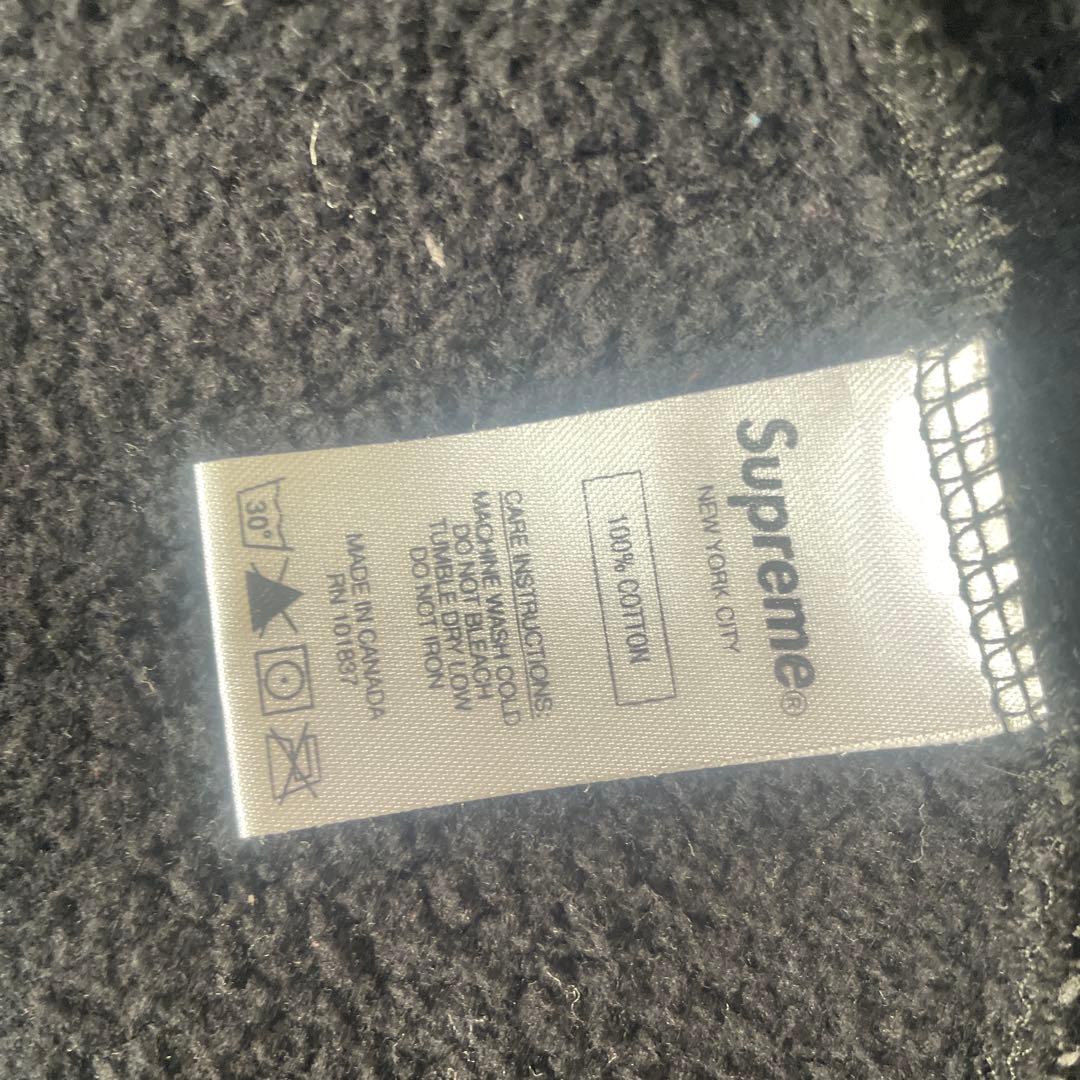 Supreme®
NEW YORK CITY
100% COTTON
CARE INSTRUCTIONS:
MACHINE WASH COLD
DO NOT BLEACH
TUMBLE DRY LOW
DO NOT IRON
MADE IN CANADA
RN 101837
30°